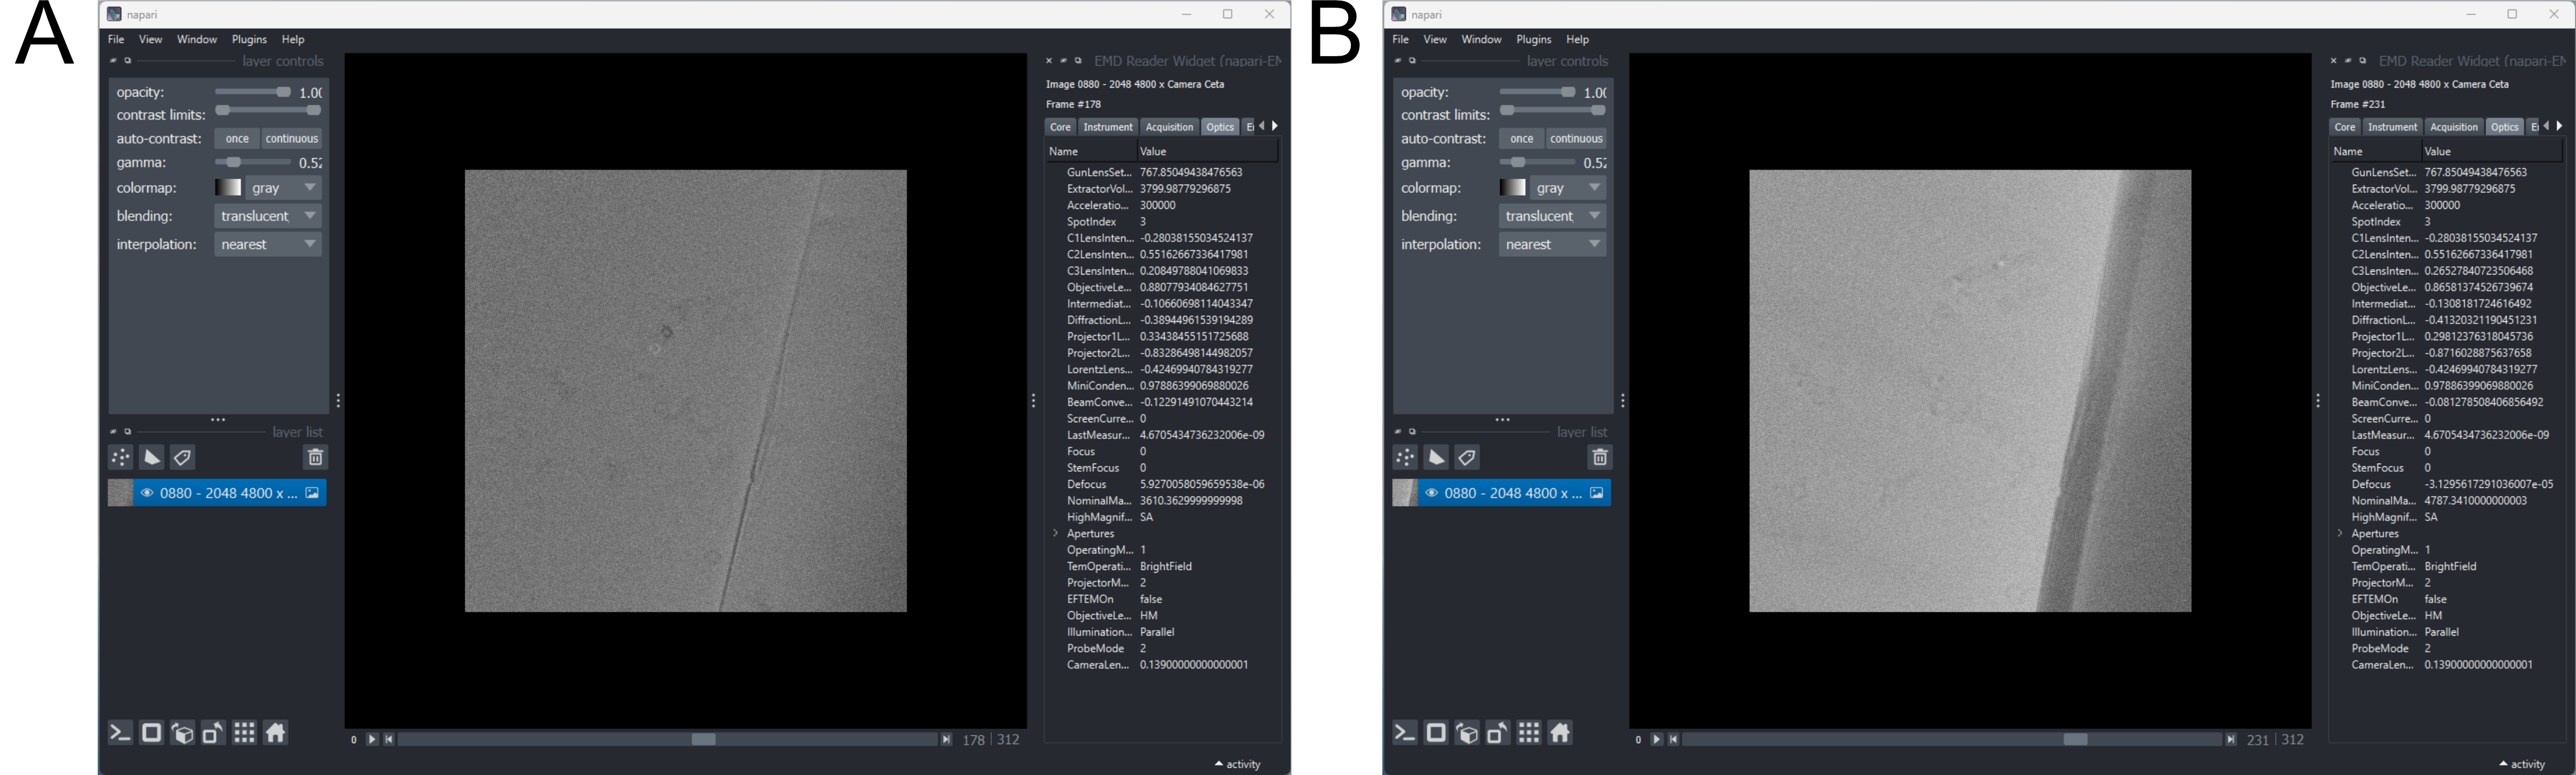 A
napari
File View Window Plugins Help
layer controls
opacity: 1.00
contrast limits:
auto-contrast: once continuous
gamma: 0.52
colormap: gray
blending: translucent
interpolation: nearest
layer list
0880 - 2048 4800 x ...
0 178 312
EMD Reader Widget (napari-EM
Image 0880 - 2048 4800 x Camera Ceta
Frame #178
Core Instrument Acquisition Optics
Name Value
GunLensSet... 767.85049438476563
ExtractorVol... 3799.98779296875
Acceleratio... 300000
SpotIndex 3
C1LensInten... -0.28038155034524137
C2LensInten... 0.55162667336417981
C3LensInten... 0.20849788041069833
ObjectiveLe... 0.88077934084627751
Intermediat... -0.10660698114043347
DiffractionL... -0.38944961539194289
Projector1L... 0.33438455151725688
Projector2L... -0.83286498144982057
LorentzLens... -0.42469940784319277
MiniConden... 0.97886399069880026
BeamConve... -0.12291491070443214
ScreenCurre... 0
LastMeasur... 4.6705434736232006e-09
Focus 0
StemFocus 0
Defocus 5.9270058059659538e-06
NominalMa... 3610.3629999999998
HighMagnif... SA
Apertures
OperatingM... 1
TemOperati... BrightField
ProjectorM... 2
EFTEMOn false
ObjectiveLe... HM
Illumination... Parallel
ProbeMode 2
CameraLen... 0.13900000000000001
activity
B
napari
File View Window Plugins Help
layer controls
opacity: 1.00
contrast limits:
auto-contrast: once continuous
gamma: 0.52
colormap: gray
blending: translucent
interpolation: nearest
layer list
0880 - 2048 4800 x ...
0 231 312
EMD Reader Widget (napari-EM
Image 0880 - 2048 4800 x Camera Ceta
Frame #231
Core Instrument Acquisition Optics
Name Value
GunLensSet... 767.85049438476563
ExtractorVol... 3799.98779296875
Acceleratio... 300000
SpotIndex 3
C1LensInten... -0.28038155034524137
C2LensInten... 0.55162667336417981
C3LensInten... 0.26527840723506468
ObjectiveLe... 0.86581374526739674
Intermediat... -0.1308181724616492
DiffractionL... -0.41320321190451231
Projector1L... 0.29812376318045736
Projector2L... -0.8716028875637658
LorentzLens... -0.42469940784319277
MiniConden... 0.97886399069880026
BeamConve... -0.081278508406856492
ScreenCurre... 0
LastMeasur... 4.6705434736232006e-09
Focus 0
StemFocus 0
Defocus -3.1295617291036007e-05
NominalMa... 4787.3410000000003
HighMagnif... SA
Apertures
OperatingM... 1
TemOperati... BrightField
ProjectorM... 2
EFTEMOn false
ObjectiveLe... HM
Illumination... Parallel
ProbeMode 2
CameraLen... 0.13900000000000001
activity